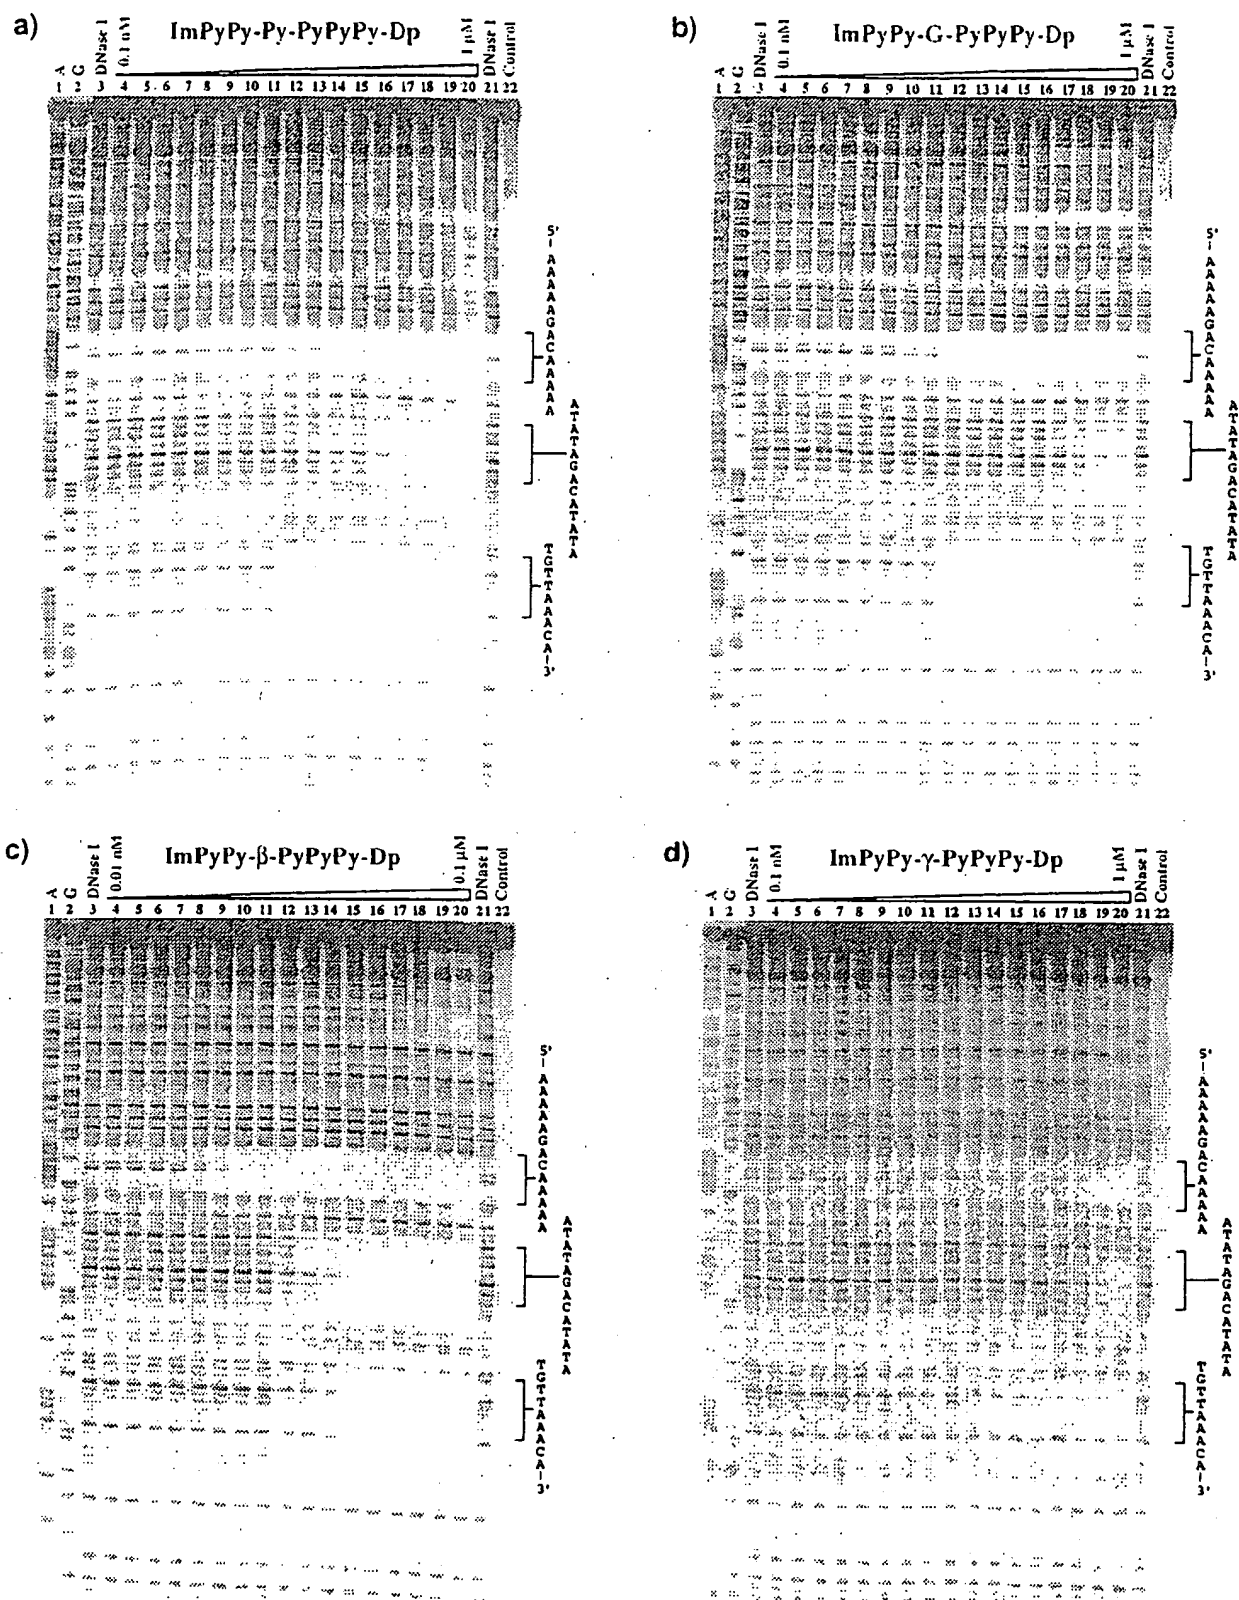 a)
ImPyPy-Py-PyPyPy-Dp
A
G
DNase I
0.1 nM
1 μM
DNase I
Control
1 2 3 4 5 6 7 8 9 10 11 12 13 14 15 16 17 18 19 20 21 22
5'-AAAAAGACAAAAA
ATATAGACATATA
TGTTAAACA-3'
b)
ImPyPy-G-PyPyPy-Dp
A
G
DNase I
0.1 nM
1 μM
DNase I
Control
1 2 3 4 5 6 7 8 9 10 11 12 13 14 15 16 17 18 19 20 21 22
5'-AAAAAGACAAAAA
ATATAGACATATA
TGTTAAACA-3'
c)
ImPyPy-β-PyPyPy-Dp
A
G
DNase I
0.01 nM
0.1 μM
DNase I
Control
1 2 3 4 5 6 7 8 9 10 11 12 13 14 15 16 17 18 19 20 21 22
5'-AAAAAGACAAAAA
ATATAGACATATA
TGTTAAACA-3'
d)
ImPyPy-γ-PyPyPy-Dp
A
G
DNase I
0.1 nM
1 μM
DNase I
Control
1 2 3 4 5 6 7 8 9 10 11 12 13 14 15 16 17 18 19 20 21 22
5'-AAAAAGACAAAAA
ATATAGACATATA
TGTTAAACA-3'